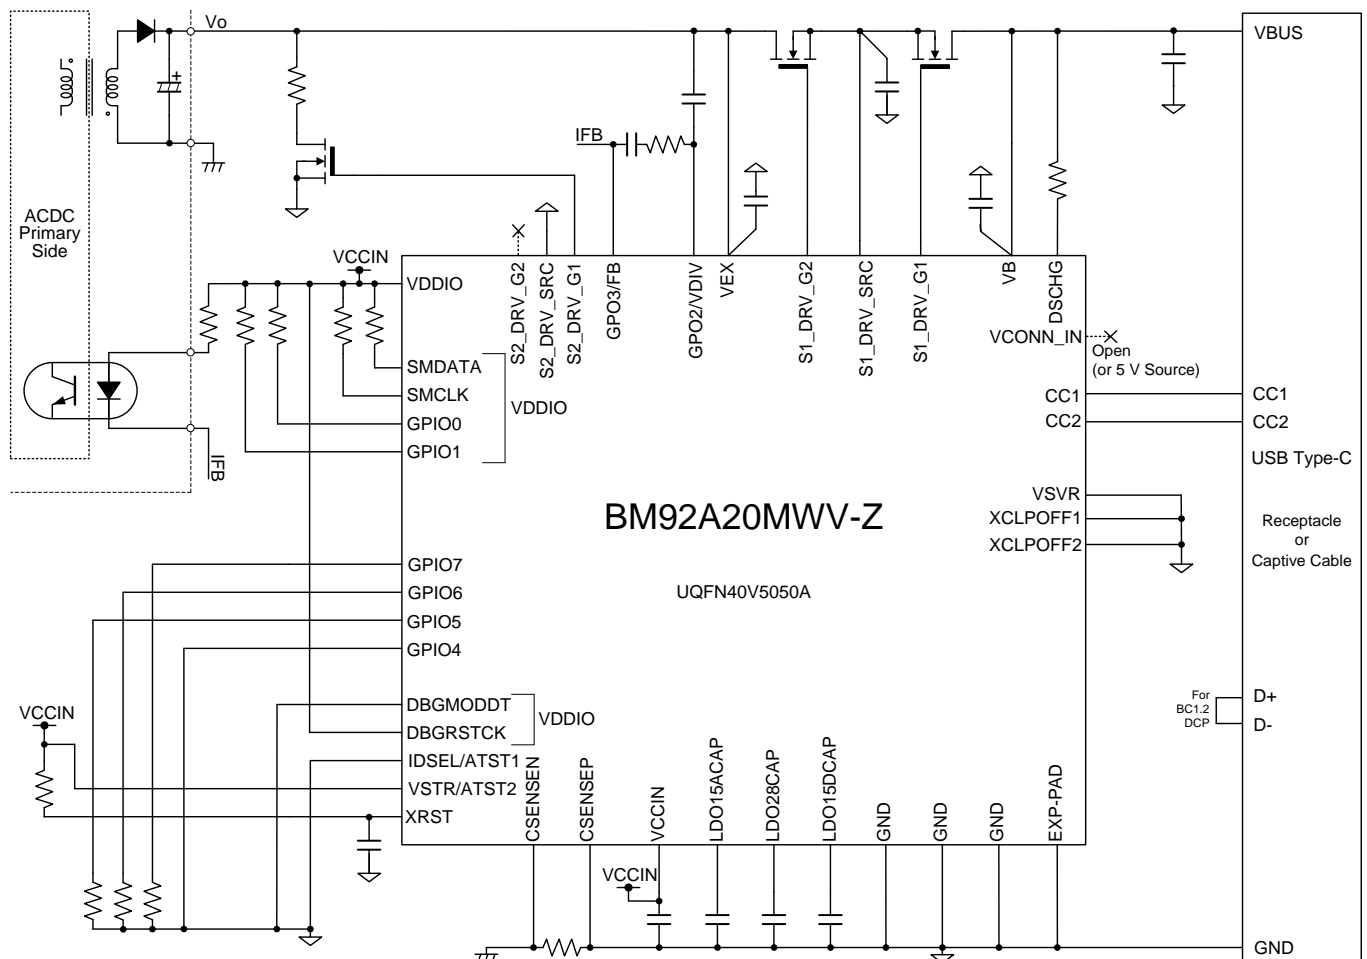 Vo
VBUS
IFB
ACDC
Primary
Side
VCCIN
VDDIO
S2_DRV_G2
S2_DRV_SRC
S2_DRV_G1
GPO3/FB
GPO2/VDIV
VEX
S1_DRV_G2
S1_DRV_SRC
S1_DRV_G1
VB
DSCHG
VCONN_IN
Open
(or 5 V Source)
SMDATA
SMCLK
GPIO0
GPIO1
VDDIO
IFB
CC1
CC2
CC1
CC2
USB Type-C
VSVR
XCLPOFF1
XCLPOFF2
Receptacle
or
Captive Cable
BM92A20MWV-Z
UQFN40V5050A
GPIO7
GPIO6
GPIO5
GPIO4
DBGMODDT
DBGRSTCK
VDDIO
IDSEL/ATST1
VSTR/ATST2
XRST
VCCIN
For
BC1.2
DCP
D+
D-
CSENSEN
CSENSEP
VCCIN
LDO15ACAP
LDO28CAP
LDO15DCAP
GND
GND
GND
EXP-PAD
VCCIN
GND